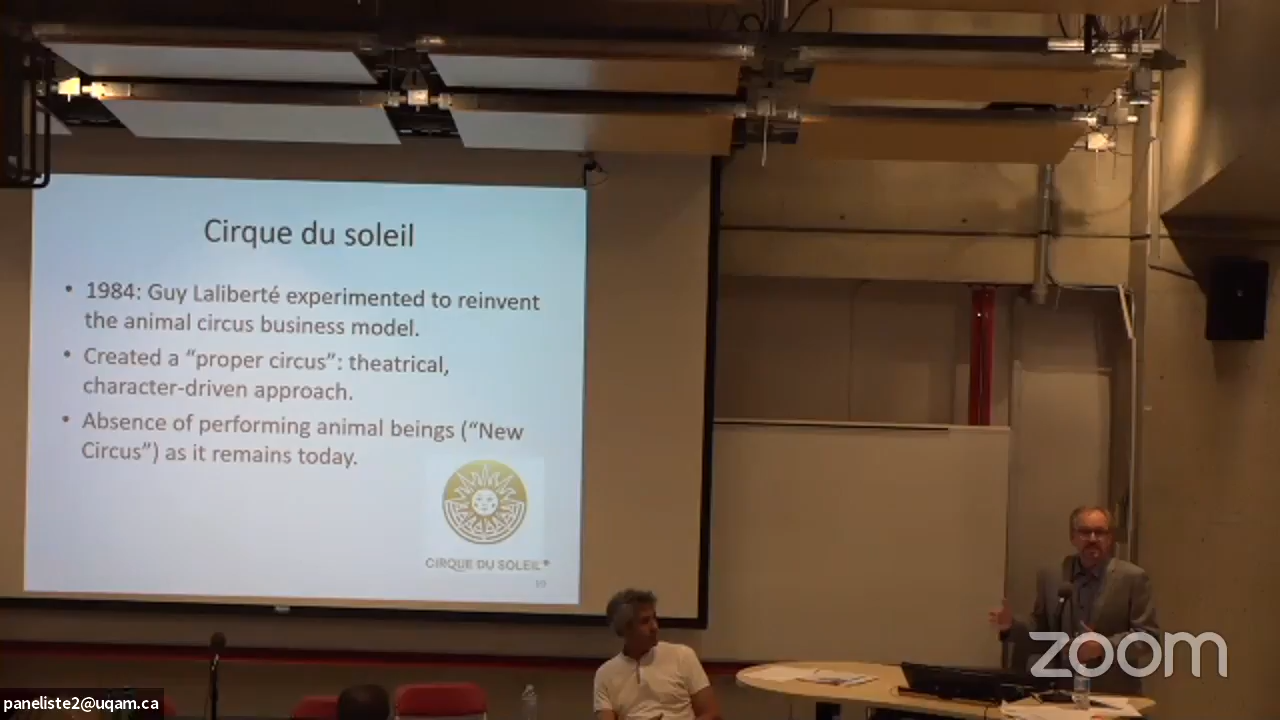 Cirque du soleil
• 1984: Guy Laliberté experimented to reinvent
the animal circus business model.
• Created a “proper circus”: theatrical,
character-driven approach.
• Absence of performing animal beings (“New
Circus”) as it remains today.
CIRQUE DU SOLEIL®
zoom
paneliste2@uqam.ca